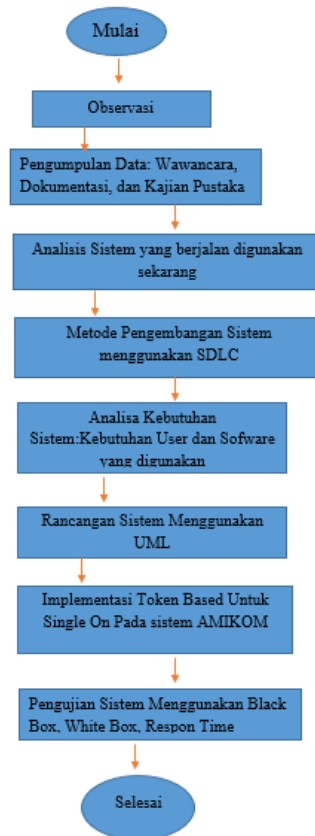 Mulai
Observasi
Pengumpulan Data: Wawancara,
Dokumentasi, dan Kajian Pustaka
Analisis Sistem yang berjalan digunakan
sekarang
Metode Pengembangan Sistem
menggunakan SDLC
Analisa Kebutuhan
Sistem:Kebutuhan User dan Sofware
yang digunakan
Rancangan Sistem Menggunakan
UML
Implementasi Token Based Untuk
Single On Pada sistem AMIKOM
Pengujian Sistem Menggunakan Black
Box, White Box, Respon Time
Selesai